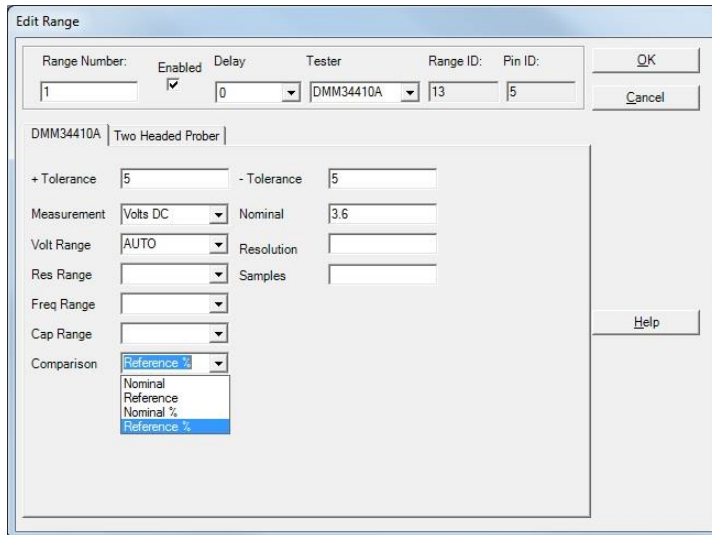 Edit Range
Range Number: Enabled Delay Tester Range ID: Pin ID:
1 0 DMM34410A 13 5
OK
Cancel
DMM34410A Two Headed Prober
+ Tolerance 5 - Tolerance 5
Measurement Volts DC Nominal 3.6
Volt Range AUTO Resolution
Res Range Samples
Freq Range
Cap Range
Help
Comparison Reference %
Nominal
Reference
Nominal %
Reference %